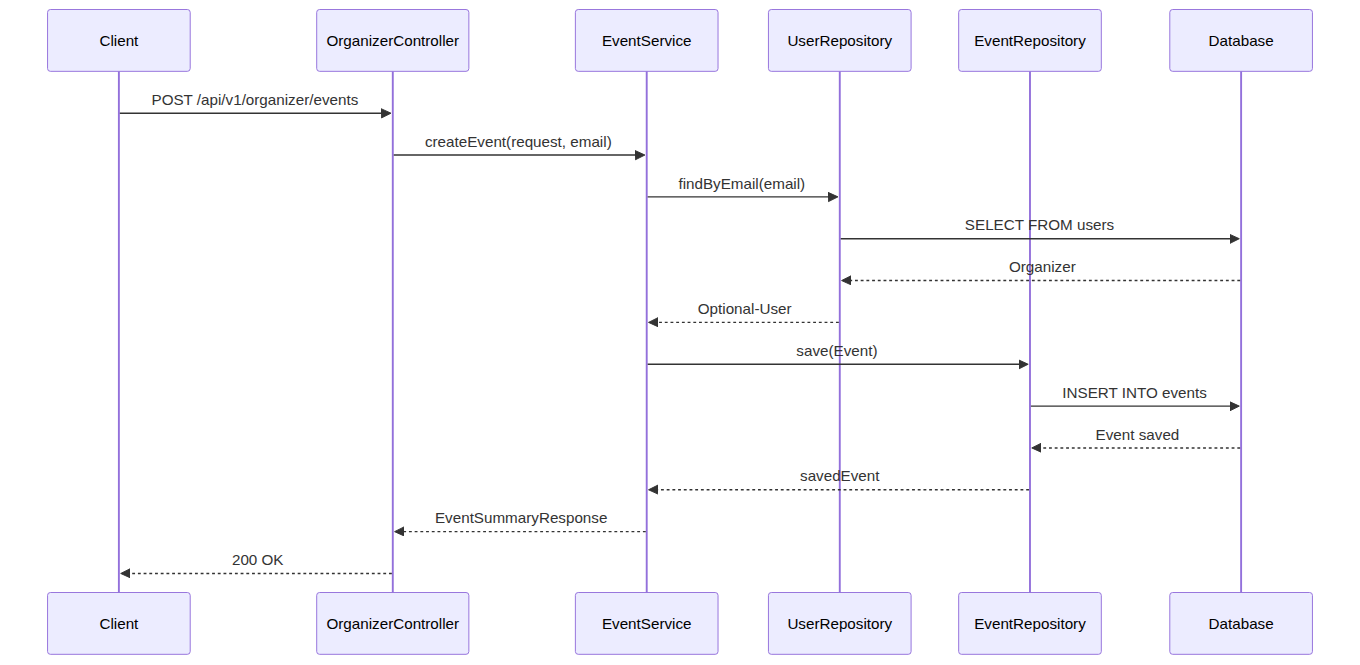 Client
OrganizerController
EventService
UserRepository
EventRepository
Database
POST /api/v1/organizer/events
createEvent(request, email)
findByEmail(email)
SELECT FROM users
Organizer
Optional-User
save(Event)
INSERT INTO events
Event saved
savedEvent
EventSummaryResponse
200 OK
Client
OrganizerController
EventService
UserRepository
EventRepository
Database